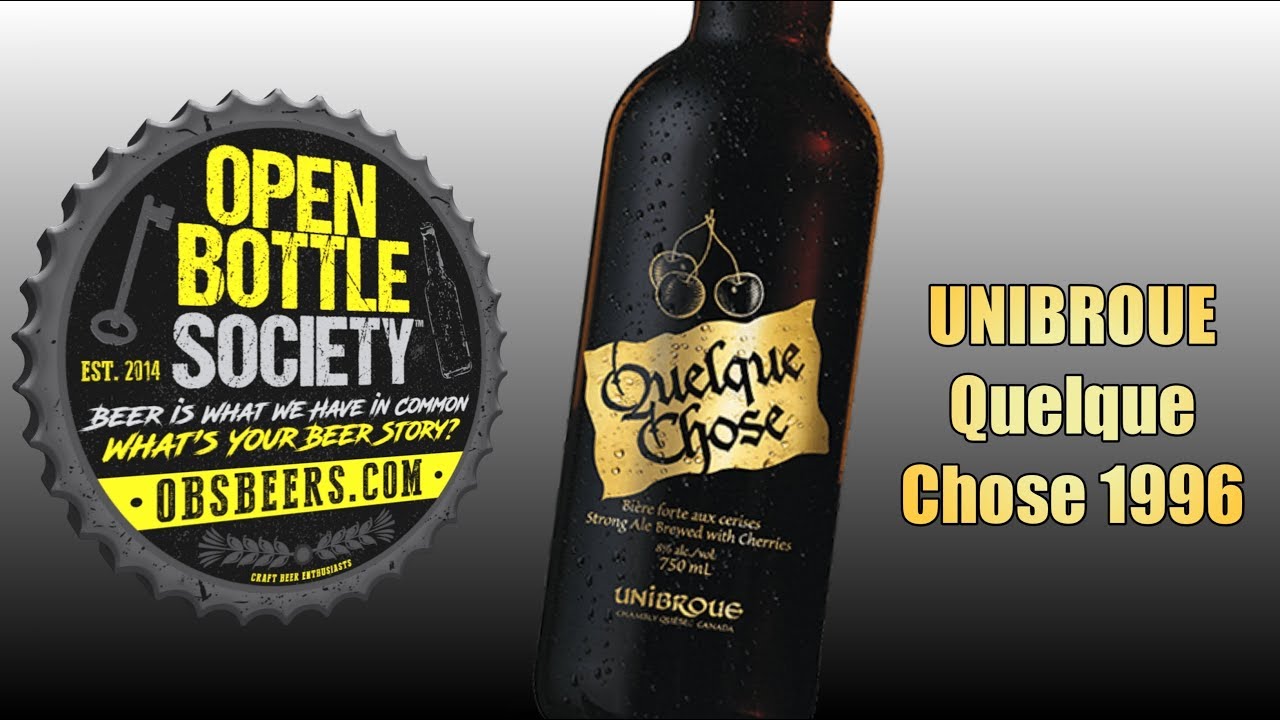 OPEN
BOTTLE
SOCIETY™
EST. 2014
BEER IS WHAT WE HAVE IN COMMON
WHAT'S YOUR BEER STORY?
• OBSBEERS.COM •
CRAFT BEER ENTHUSIASTS
Quelque
Chose
Bière forte aux cerises
Strong Ale Brewed with Cherries
8% alc./vol.
750 mL
UNIBROUE
CHAMBLY QUÉBEC CANADA
UNIBROUE
Quelque
Chose 1996